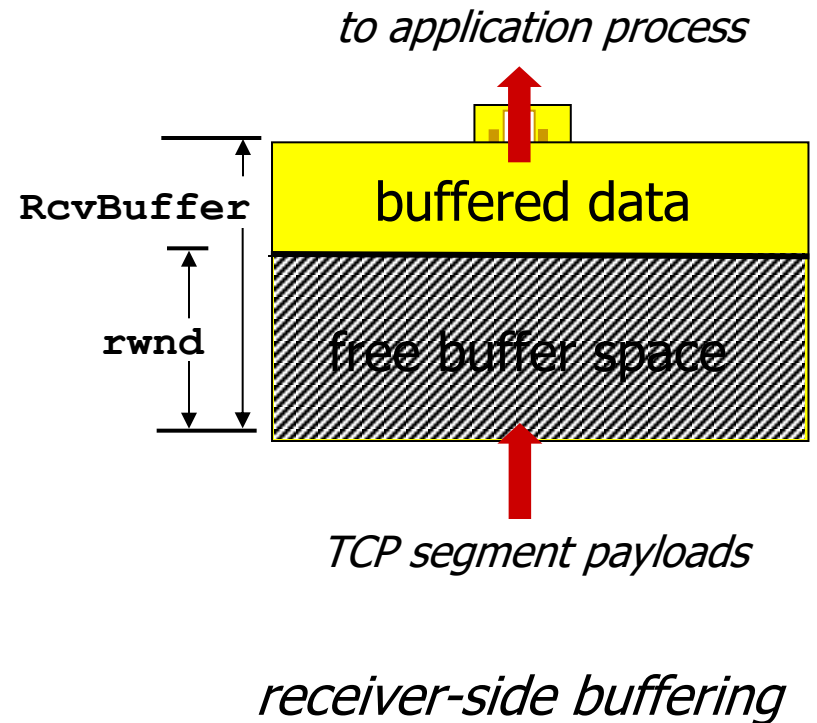 to application process
RcvBuffer
buffered data
rwnd
free buffer space
TCP segment payloads
receiver-side buffering